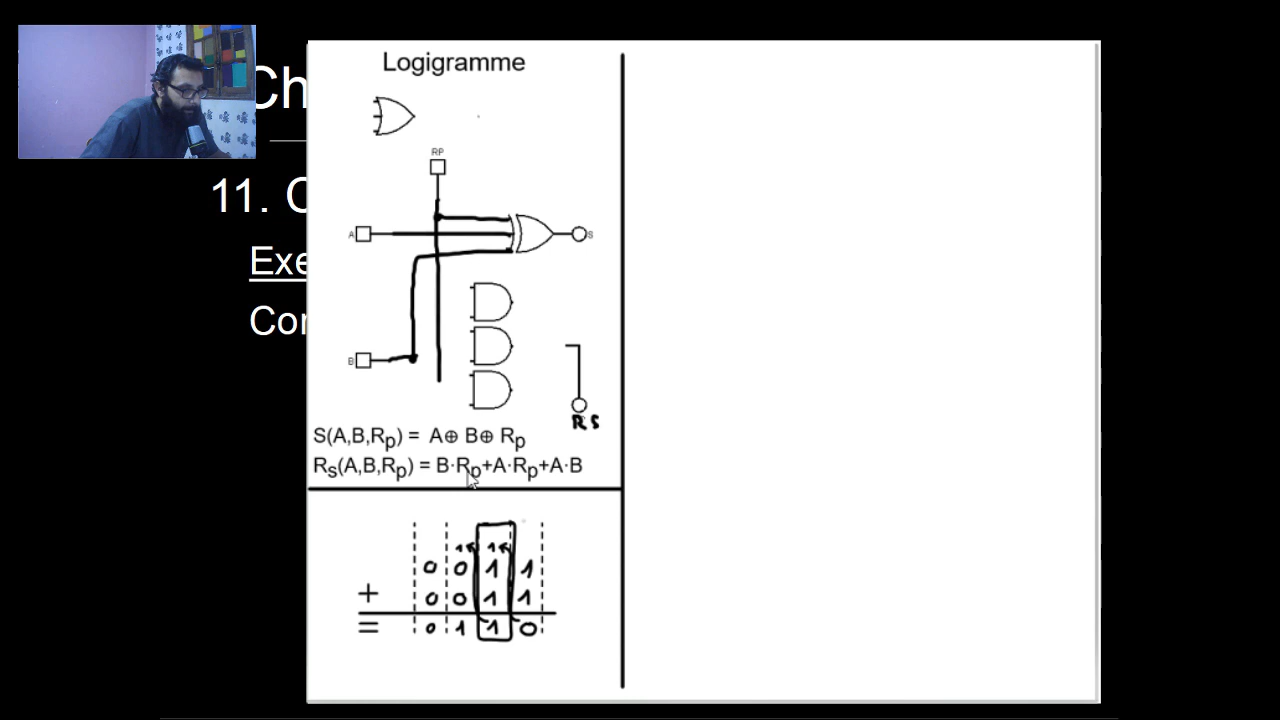 Ch
11. C
Exe
Cor
Logigramme
RP
A
S
B
RS
S(A,B,Rp) = A⊕ B⊕ Rp
Rs(A,B,Rp) = B·Rp+A·Rp+A·B
1 1
0 0 1 1
+ 0 0 1 1
= 0 1 1 0